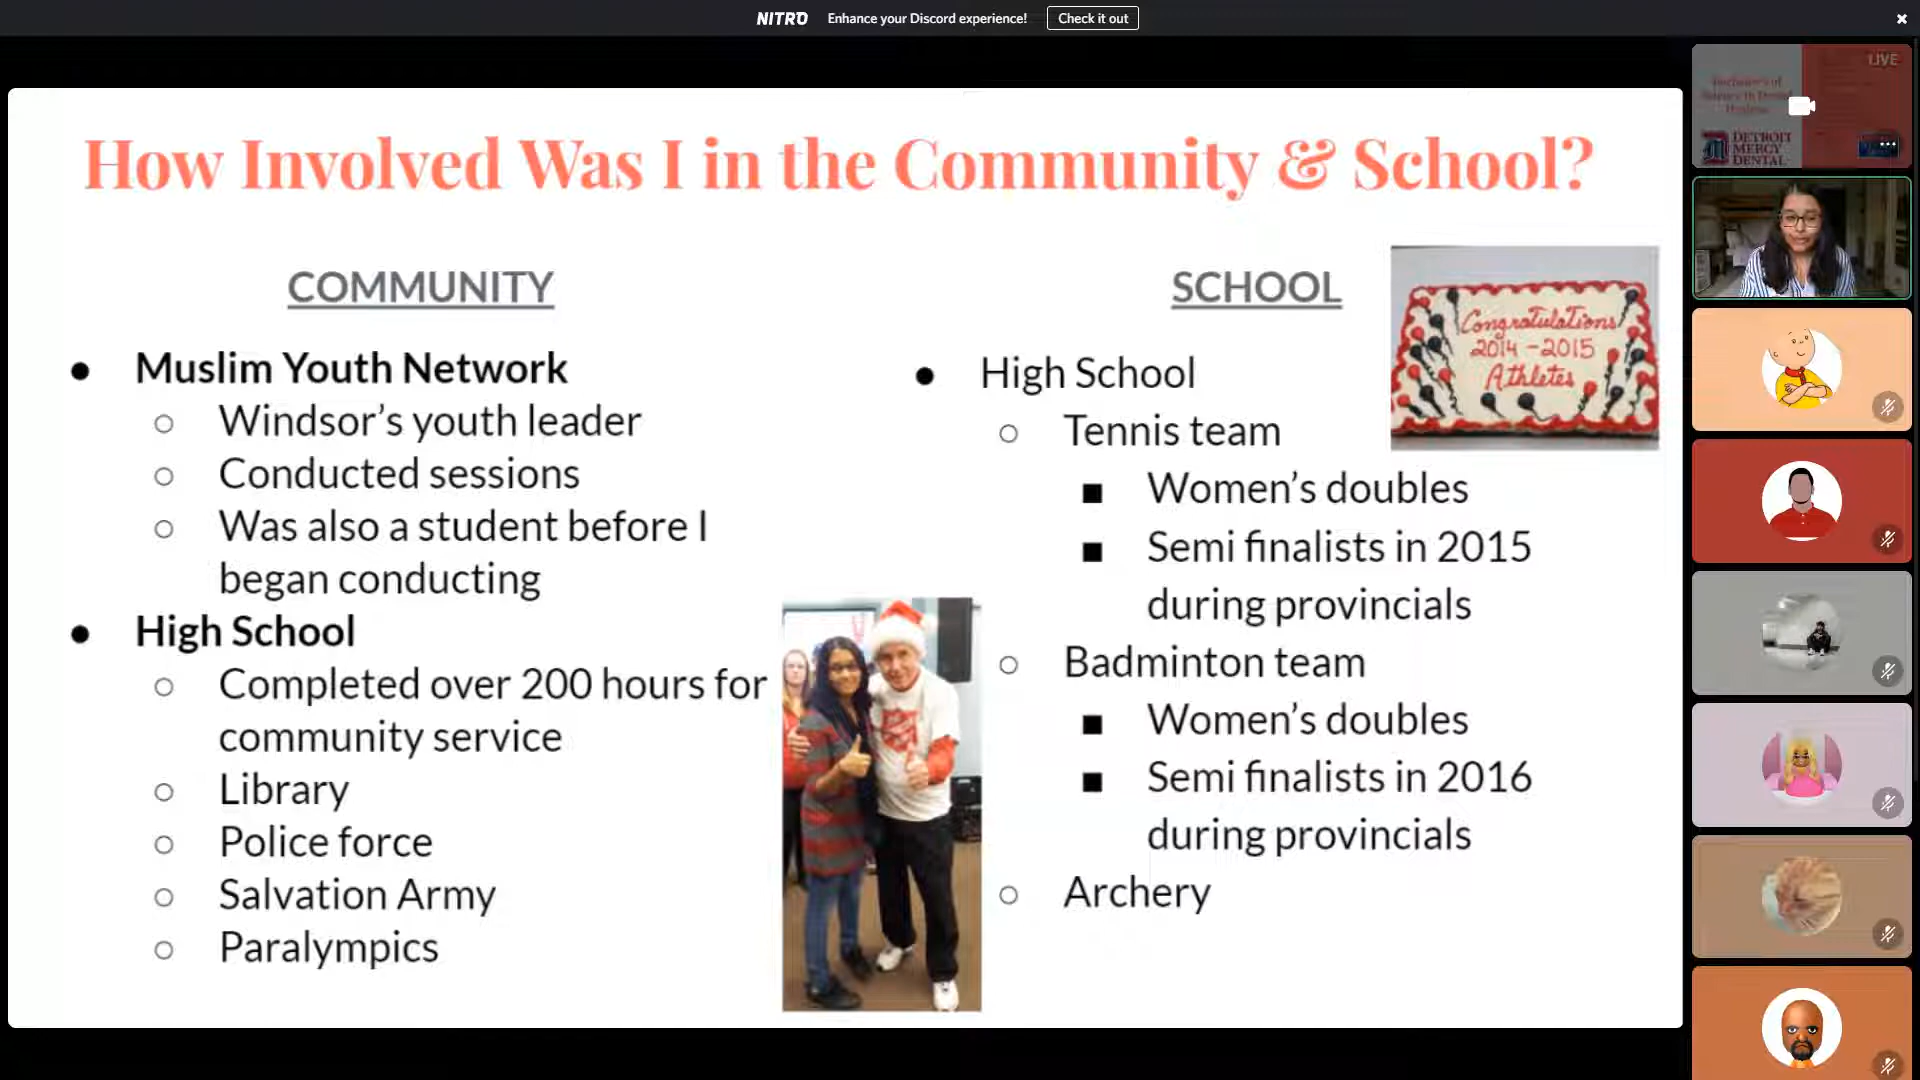 NITRO
Enhance your Discord experience!
Check it out
LIVE
DETROIT
MERCY
DENTAL
How Involved Was I in the Community & School?
COMMUNITY
Muslim Youth Network
Windsor's youth leader
Conducted sessions
Was also a student before I
began conducting
High School
Completed over 200 hours for
community service
Library
Police force
Salvation Army
Paralympics
SCHOOL
High School
Tennis team
Women's doubles
Semi finalists in 2015
during provincials
Badminton team
Women's doubles
Semi finalists in 2016
during provincials
Archery
Congratulations
2014 - 2015
Athletes